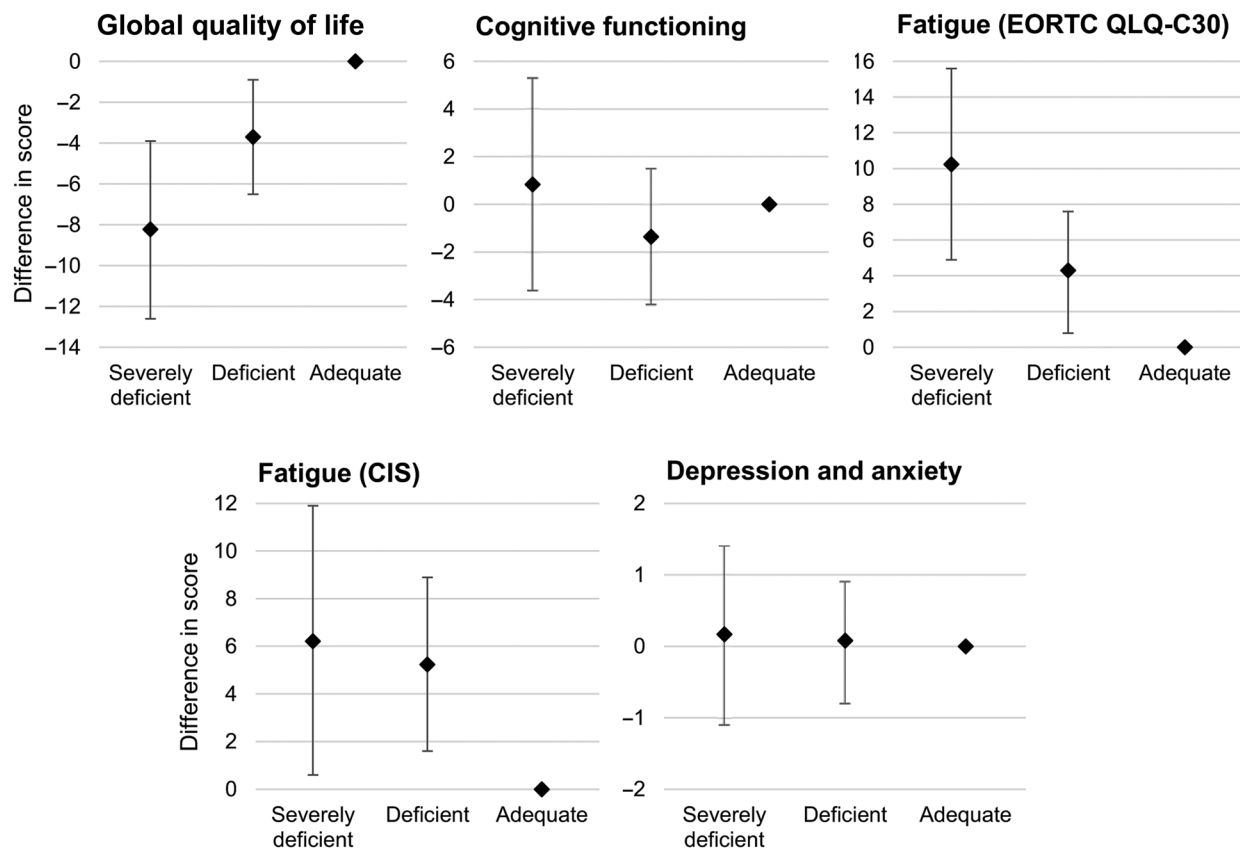 Global quality of life
Difference in score
0
−2
−4
−6
−8
−10
−12
−14
Severely
deficient
Deficient
Adequate
Cognitive functioning
6
4
2
0
−2
−4
−6
Severely
deficient
Deficient
Adequate
Fatigue (EORTC QLQ-C30)
16
14
12
10
8
6
4
2
0
Severely
deficient
Deficient
Adequate
Fatigue (CIS)
Difference in score
12
10
8
6
4
2
0
Severely
deficient
Deficient
Adequate
Depression and anxiety
2
1
0
−1
−2
Severely
deficient
Deficient
Adequate